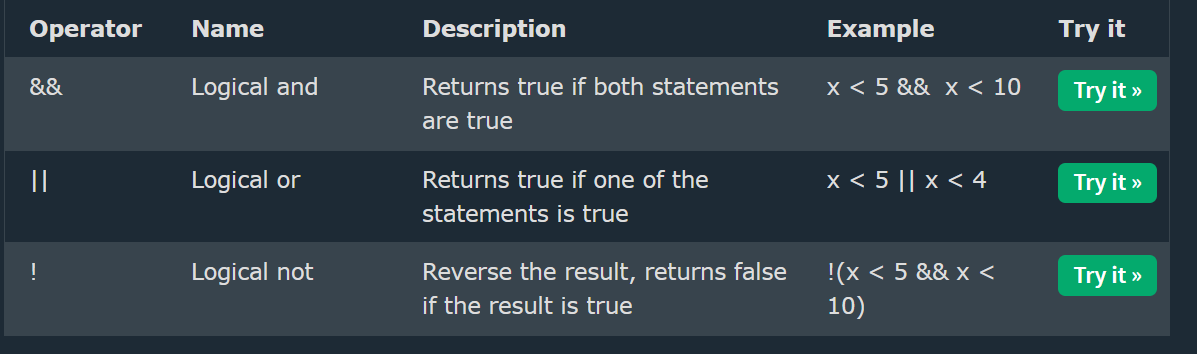 Operator Name Description Example Try it
&& Logical and Returns true if both statements x < 5 &&  x < 10 Try it »
are true
|| Logical or Returns true if one of the x < 5 || x < 4 Try it »
statements is true
! Logical not Reverse the result, returns false !(x < 5 && x < Try it »
if the result is true 10)